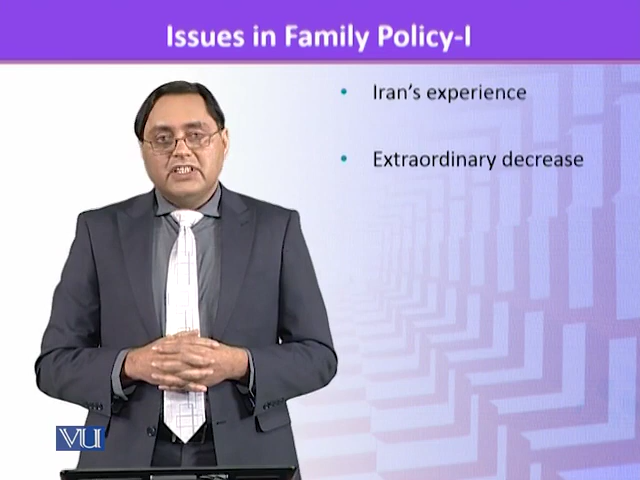 Issues in Family Policy-I
Iran's experience
Extraordinary decrease
VU